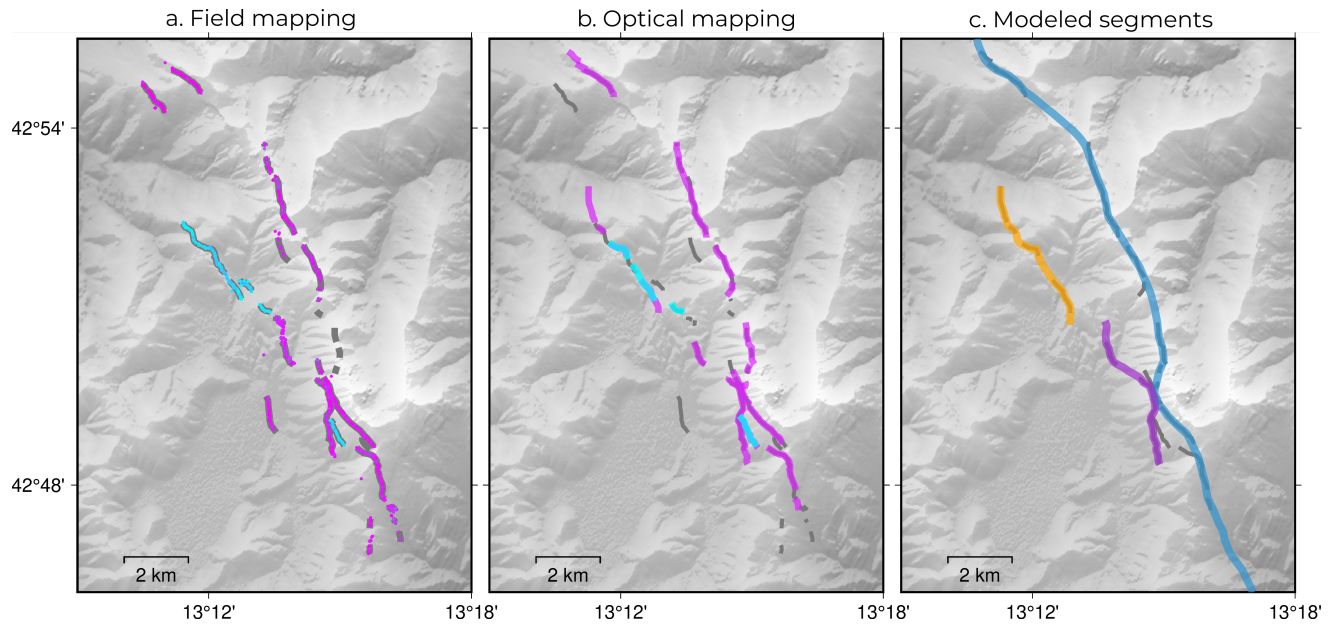 a. Field mapping
b. Optical mapping
c. Modeled segments
42°54'
42°48'
2 km
2 km
2 km
13°12'
13°18'
13°12'
13°18'
13°12'
13°18'